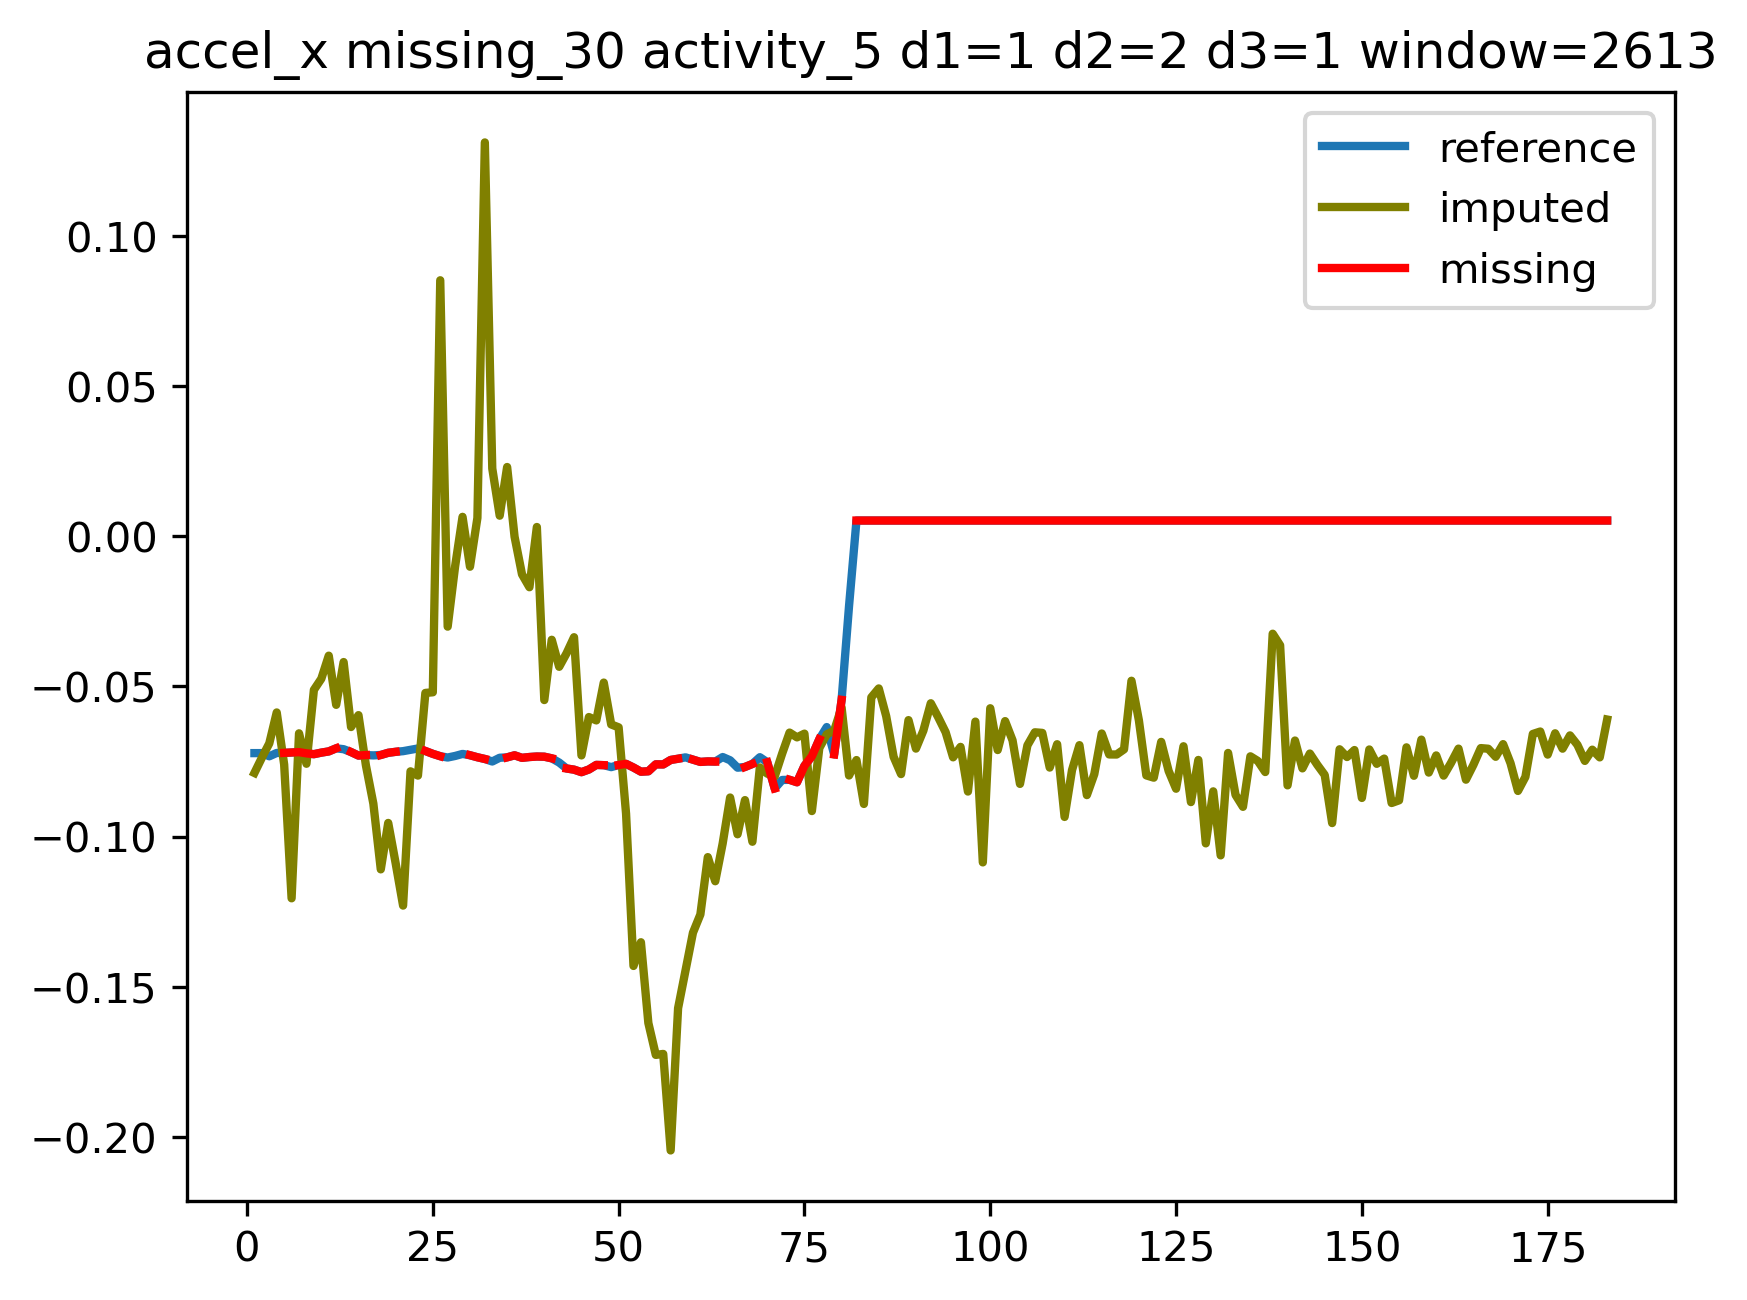 accel_x missing_30 activity_5 d1=1 d2=2 d3=1 window=2613
reference
imputed
missing
0.10
0.05
0.00
−0.05
−0.10
−0.15
−0.20
0 25 50 75 100 125 150 175